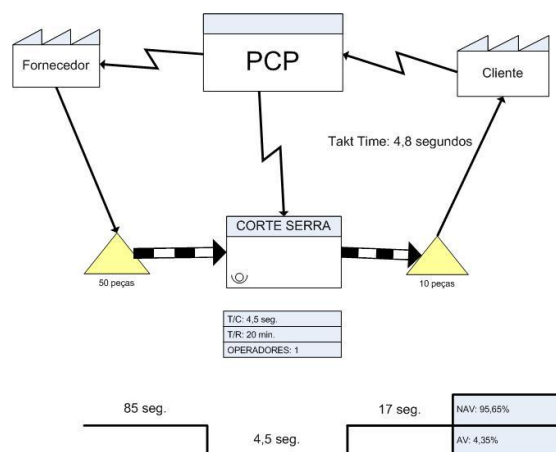 Fornecedor
PCP
Cliente
Takt Time: 4,8 segundos
CORTE SERRA
50 peças
10 peças
T/C: 4,5 seg.
T/R: 20 min.
OPERADORES: 1
85 seg.
4,5 seg.
17 seg.
NAV: 95,65%
AV: 4,35%